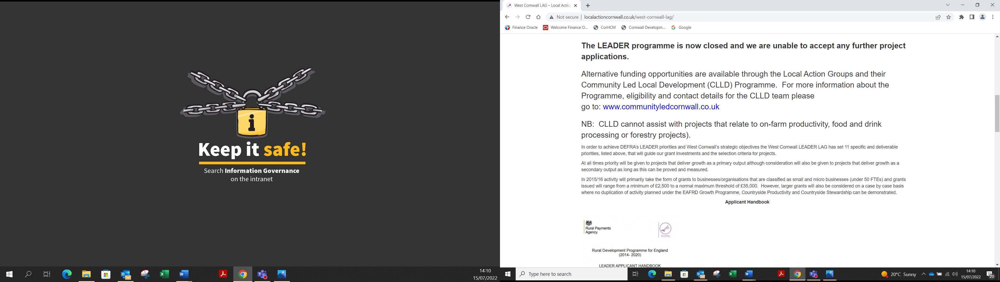 Keep it safe!
Search Information Governance
on the intranet
14:10
15/07/2022
West Cornwall LAG – Local Actio
Not secure
localactioncornwall.co.uk/west-cornwall-lag/
Finance Oracle
Welcome Finance O...
CorHCM
Cornwall Developm...
Google
The LEADER programme is now closed and we are unable to accept any further project
applications.
Alternative funding opportunities are available through the Local Action Groups and their
Community Led Local Development (CLLD) Programme.  For more information about the
Programme, eligibility and contact details for the CLLD team please
go to: www.communityledcornwall.co.uk
NB:  CLLD cannot assist with projects that relate to on-farm productivity, food and drink
processing or forestry projects).
In order to achieve DEFRA's LEADER priorities and West Cornwall's strategic objectives the West Cornwall LEADER LAG has set 11 specific and deliverable
priorities, listed above, that will guide our grant investments and the selection criteria for projects.
At all times priority will be given to projects that deliver growth as a primary output although consideration will also be given to projects that deliver growth as a
secondary output as long as this can be proved and measured.
In 2015/16 activity will primarily take the form of grants to businesses/organisations that are classified as small and micro businesses (under 50 FTEs) and grants
issued will range from a minimum of £2,500 to a normal maximum threshold of £35,000.  However, larger grants will also be considered on a case by case basis
where no duplication of activity planned under the EAFRD Growth Programme, Countryside Productivity and Countryside Stewardship can be demonstrated.
Applicant Handbook
Rural Payments
Agency
Rural Development Programme for England
(2014- 2020)
LEADER APPLICANT HANDBOOK
Type here to search
20°C Sunny
14:10
15/07/2022
20